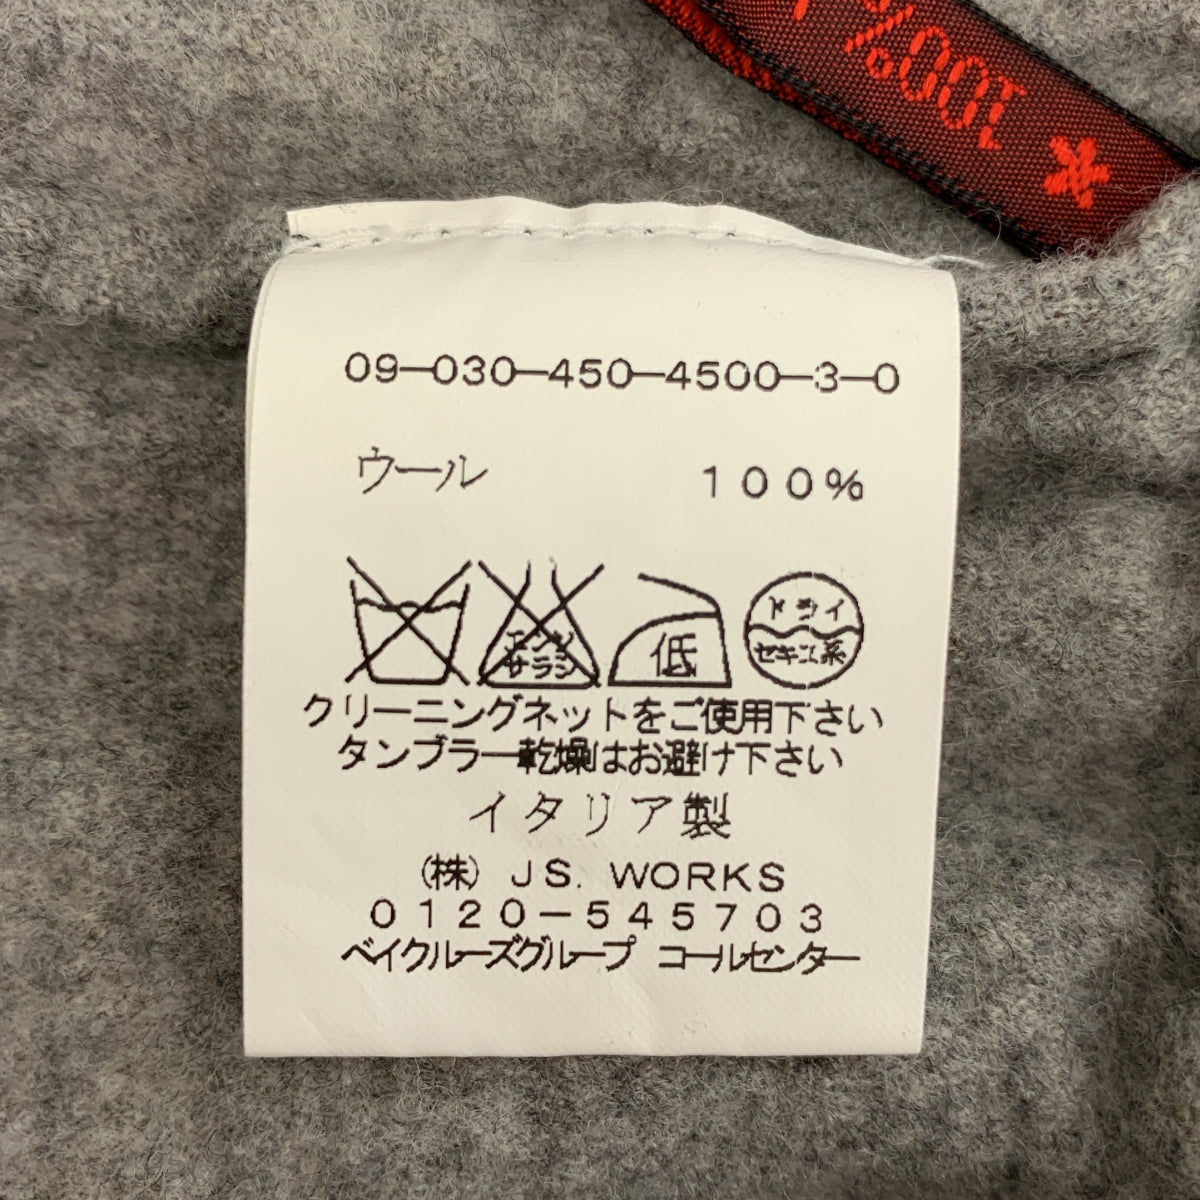 * 100%
09-030-450-4500-3-0
ウール 100%
エンソサラシ 低 ドライ セキユ系
クリーニングネットをご使用下さい
タンブラー乾燥はお避け下さい
イタリア製
(株) JS. WORKS
0120-545703
ベイクルーズグループ コールセンター